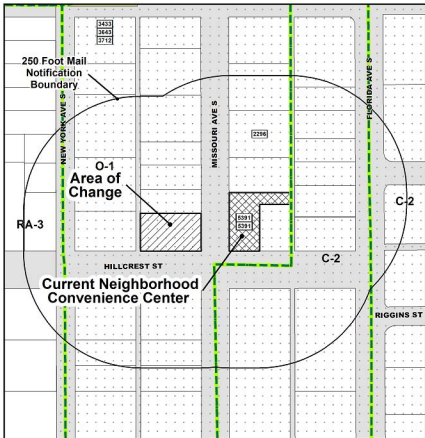 3433
3643
3712
250 Foot Mail
Notification
Boundary
NEW YORK AVE S
MISSOURI AVE S
FLORIDA AVE S
2296
O-1
Area of
Change
RA-3
C-2
5391
5391
HILLCREST ST
C-2
Current Neighborhood
Convenience Center
RIGGINS ST